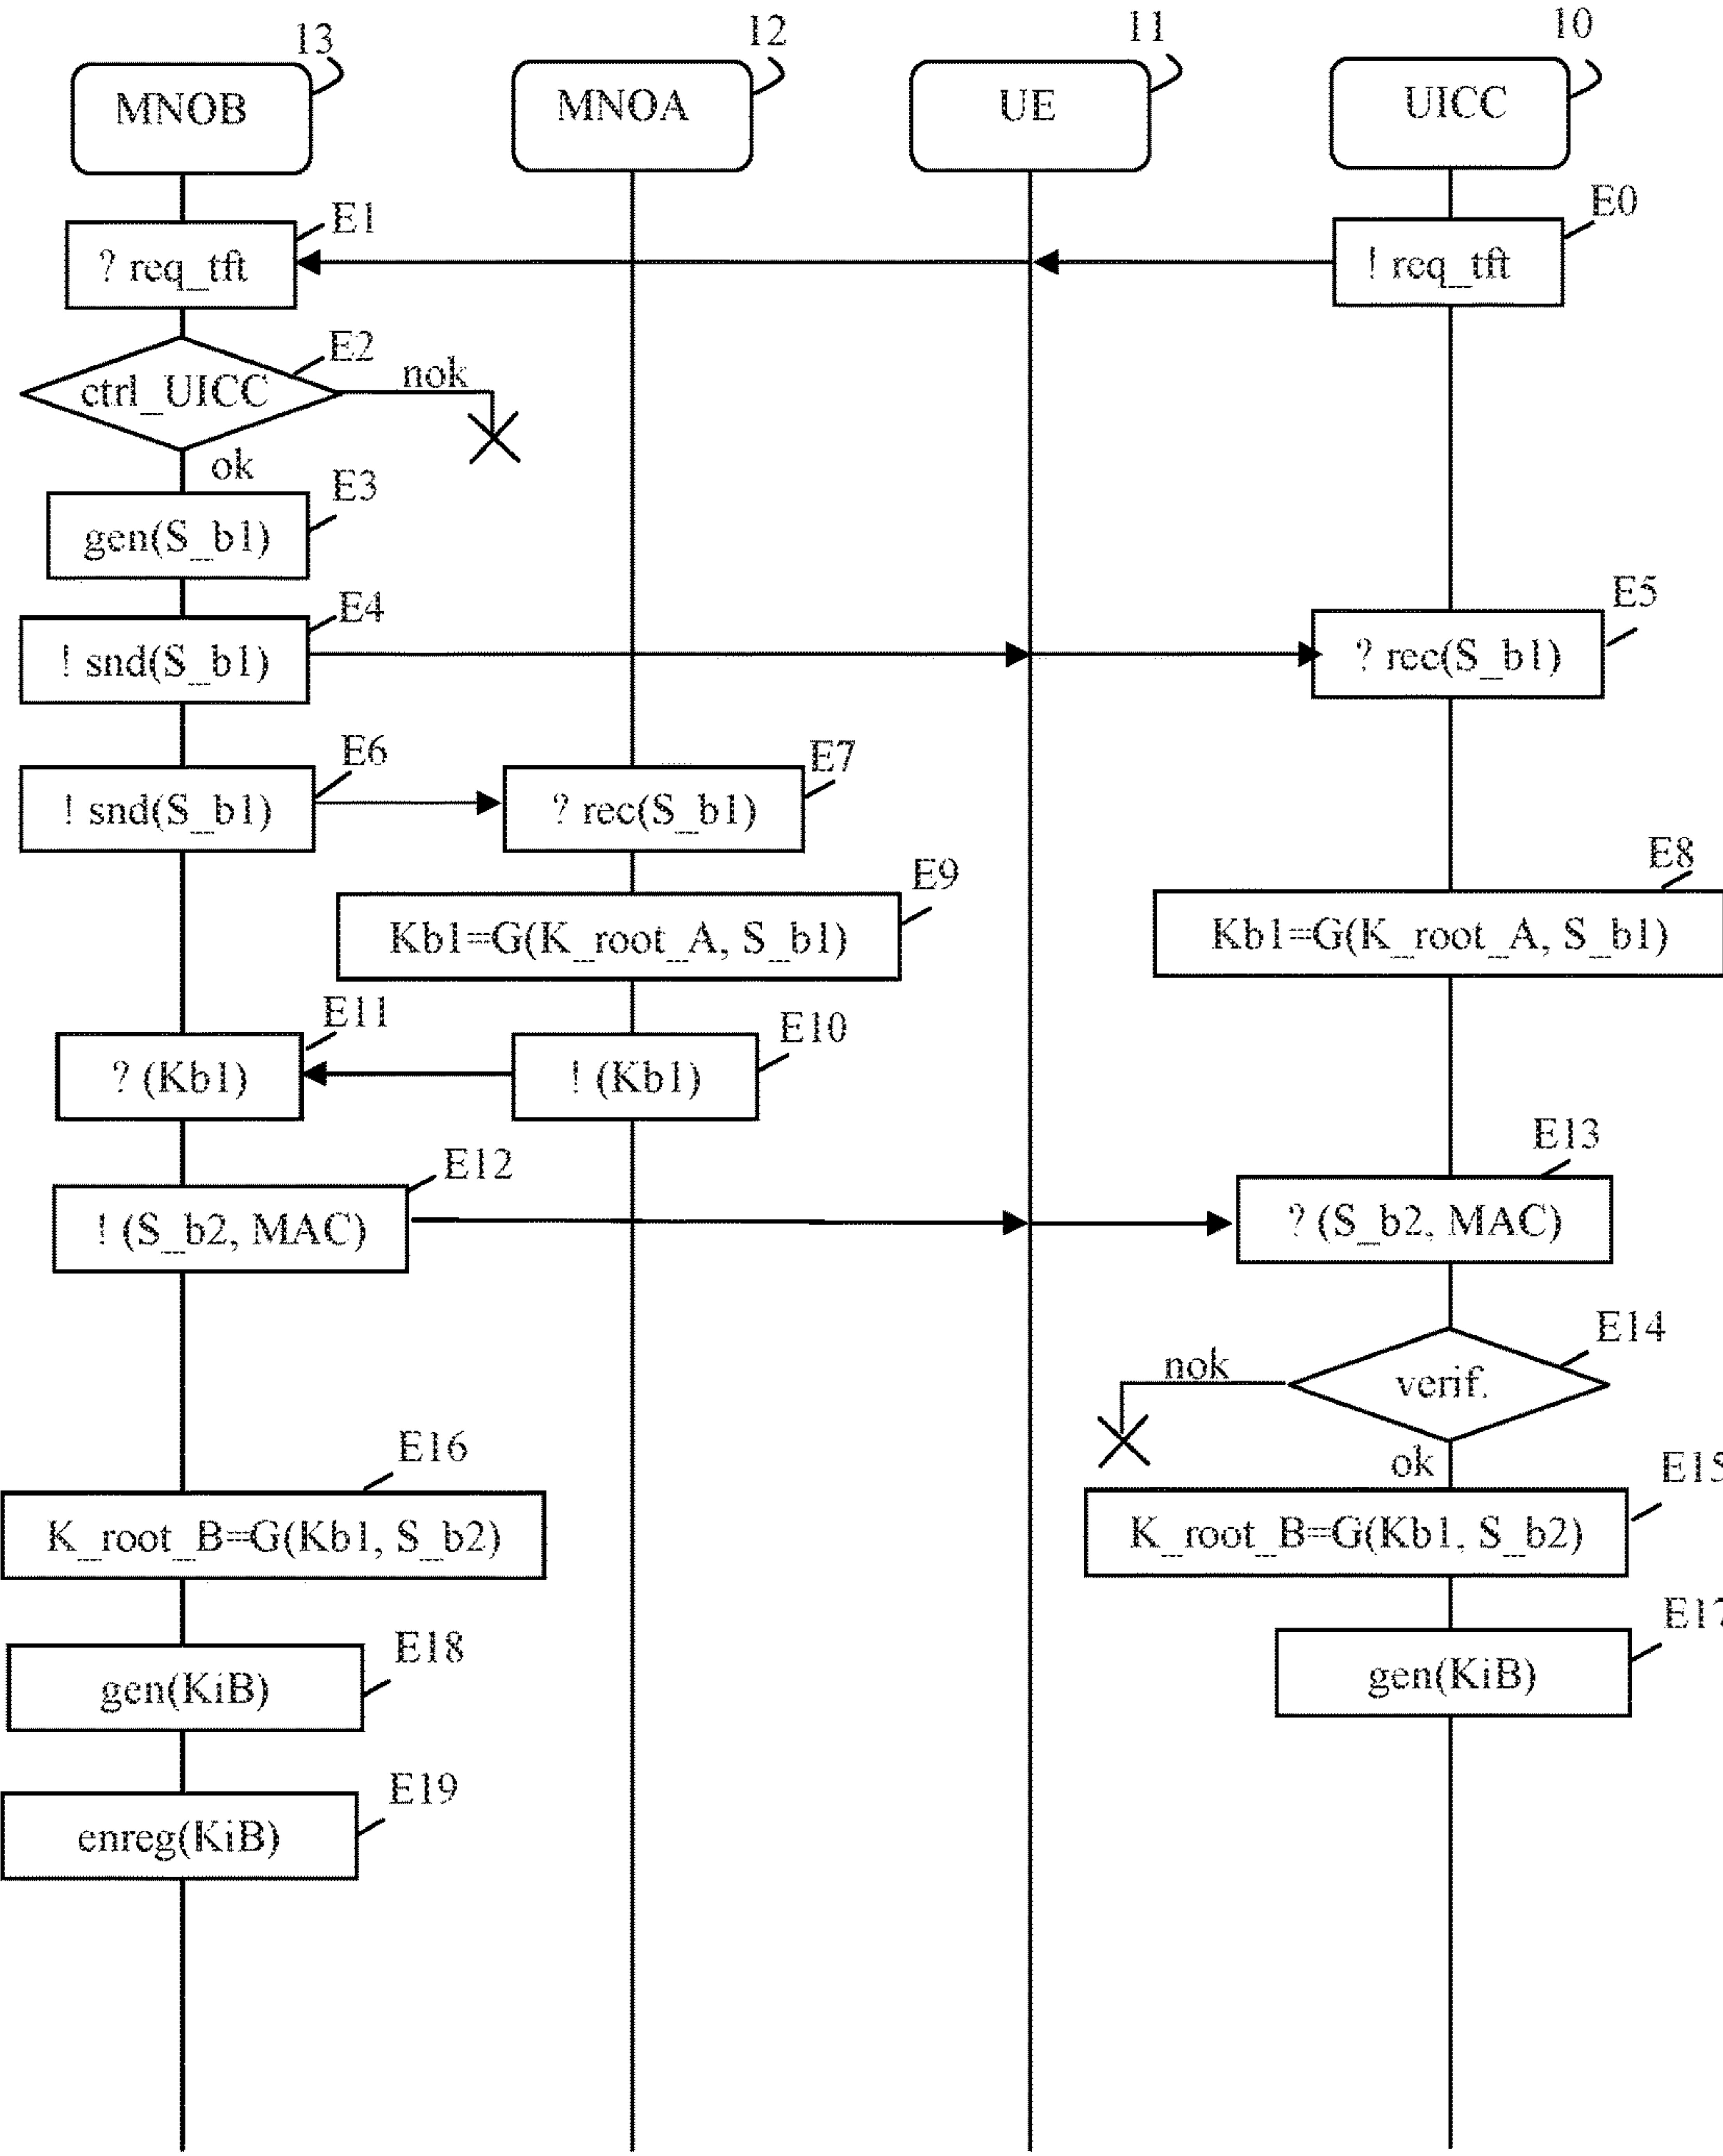 13
12
11
10
MNOB
MNOA
UE
UICC
E1
E0
? req_tft
! req_tft
E2
ctrl_UICC
nok
ok
E3
gen(S_b1)
E4
E5
! snd(S_b1)
? rec(S_b1)
E6
E7
! snd(S_b1)
? rec(S_b1)
E9
E8
Kb1=G(K_root_A, S_b1)
Kb1=G(K_root_A, S_b1)
E11
E10
? (Kb1)
! (Kb1)
E12
E13
! (S_b2, MAC)
? (S_b2, MAC)
E14
nok
verif.
ok
E16
E15
K_root_B=G(Kb1, S_b2)
K_root_B=G(Kb1, S_b2)
E18
E17
gen(KiB)
gen(KiB)
E19
enreg(KiB)